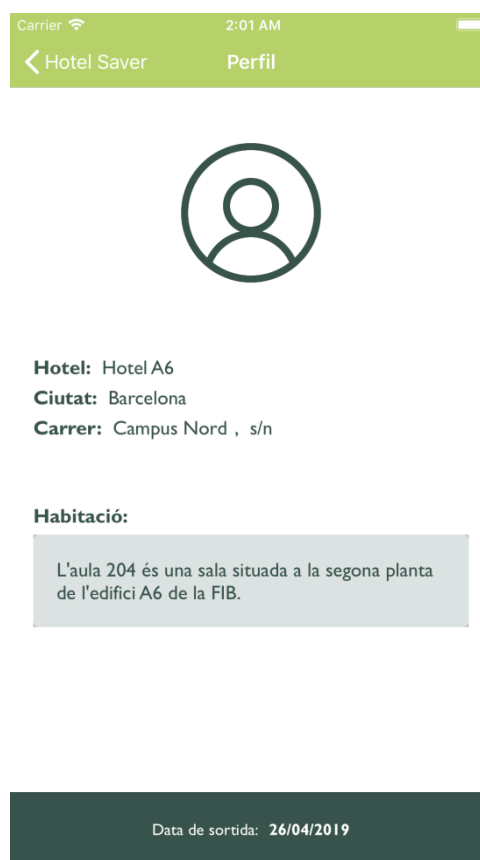 Carrier 2:01 AM
Hotel Saver Perfil
Hotel: Hotel A6
Ciutat: Barcelona
Carrer: Campus Nord , s/n
Habitació:
L'aula 204 és una sala situada a la segona planta
de l'edifici A6 de la FIB.
Data de sortida: 26/04/2019